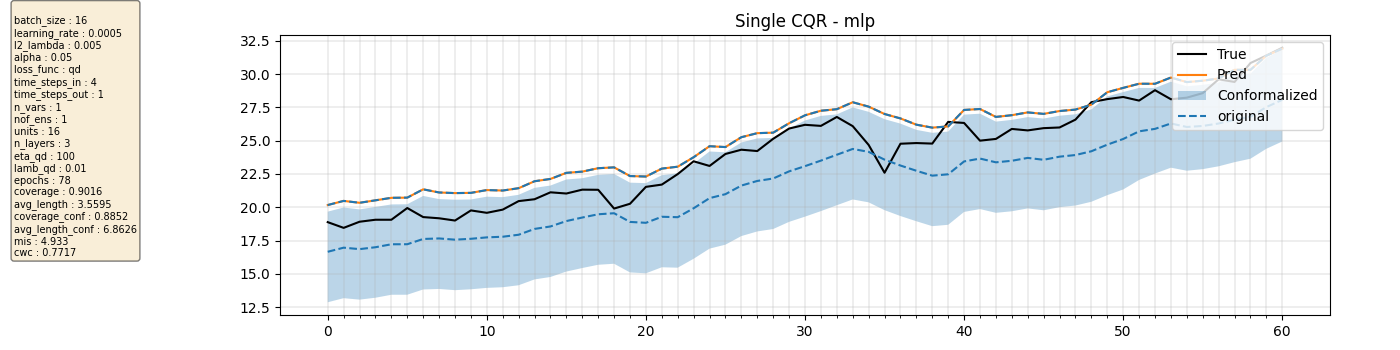 batch_size : 16
learning_rate : 0.0005
l2_lambda : 0.005
alpha : 0.05
loss_func : qd
time_steps_in : 4
time_steps_out : 1
n_vars : 1
nof_ens : 1
units : 16
n_layers : 3
eta_qd : 100
lamb_qd : 0.01
epochs : 78
coverage : 0.9016
avg_length : 3.5595
coverage_conf : 0.8852
avg_length_conf : 6.8626
mis : 4.933
cwc : 0.7717
Single CQR - mlp
32.5
30.0
27.5
25.0
22.5
20.0
17.5
15.0
12.5
0 10 20 30 40 50 60
True
Pred
Conformalized
original